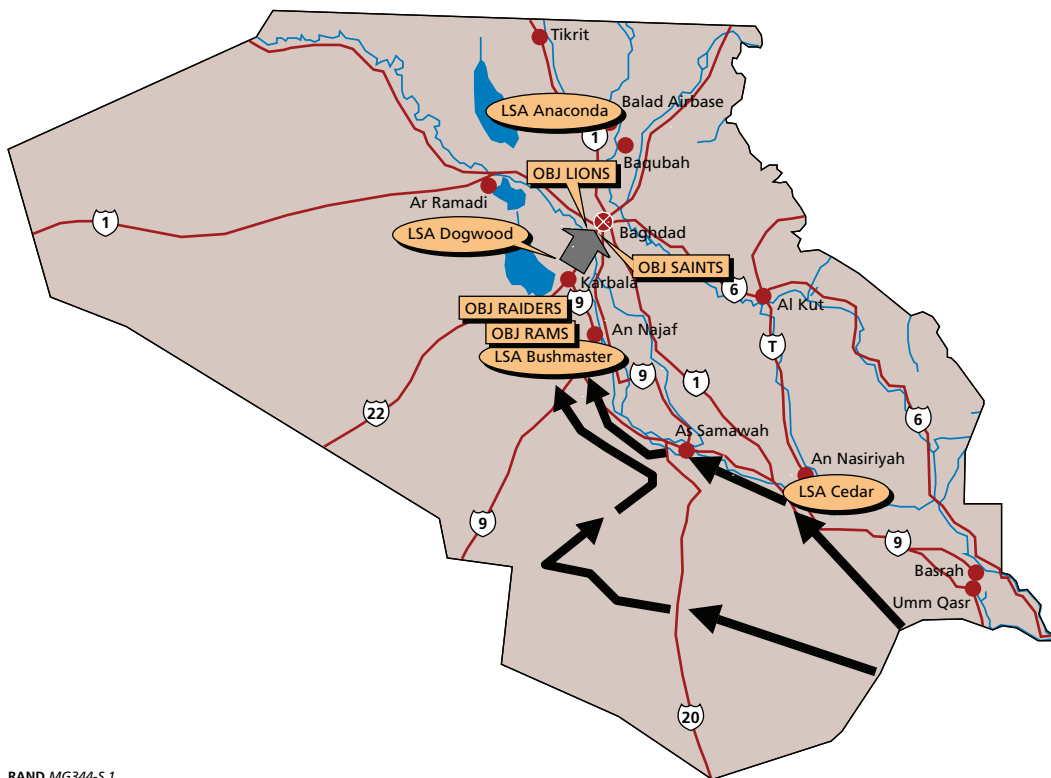 Tikrit
LSA Anaconda
Balad Airbase
1
Baqubah
OBJ LIONS
Ar Ramadi
1
LSA Dogwood
Baghdad
OBJ SAINTS
Karbala
6
Al Kut
9
OBJ RAIDERS
OBJ RAMS
An Najaf
T
LSA Bushmaster
9
1
22
6
As Samawah
An Nasiriyah
LSA Cedar
9
9
Basrah
Umm Qasr
20
RAND MG344-S.1